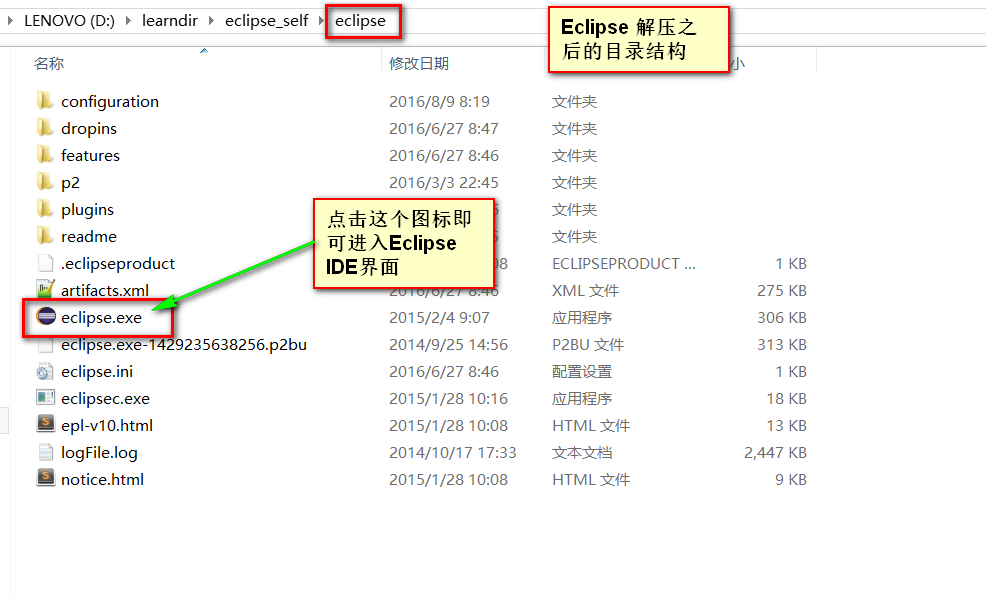 LENOVO (D:) learndir eclipse_self eclipse
Eclipse 解压之
后的目录结构
名称 修改日期 小
configuration 2016/8/9 8:19 文件夹
dropins 2016/6/27 8:47 文件夹
features 2016/6/27 8:46 文件夹
p2 2016/3/3 22:45 文件夹
plugins 文件夹
readme 文件夹
点击这个图标即
可进入Eclipse
IDE界面
.eclipseproduct 08 ECLIPSEPRODUCT ... 1 KB
artifacts.xml 2016/6/27 8:46 XML 文件 275 KB
eclipse.exe 2015/2/4 9:07 应用程序 306 KB
eclipse.exe-1429235638256.p2bu 2014/9/25 14:56 P2BU 文件 313 KB
eclipse.ini 2016/6/27 8:46 配置设置 1 KB
eclipsec.exe 2015/1/28 10:16 应用程序 18 KB
epl-v10.html 2015/1/28 10:08 HTML 文件 13 KB
logFile.log 2014/10/17 17:33 文本文档 2,447 KB
notice.html 2015/1/28 10:08 HTML 文件 9 KB